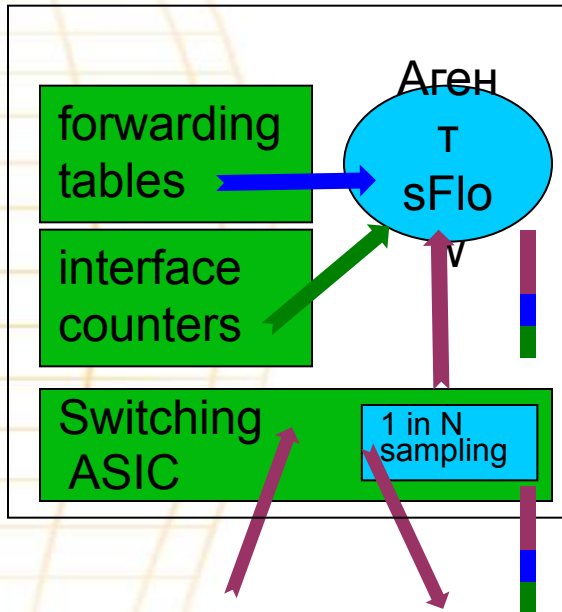 forwarding
tables
Аген
т
sFlo
w
interface
counters
Switching
ASIC
1 in N
sampling